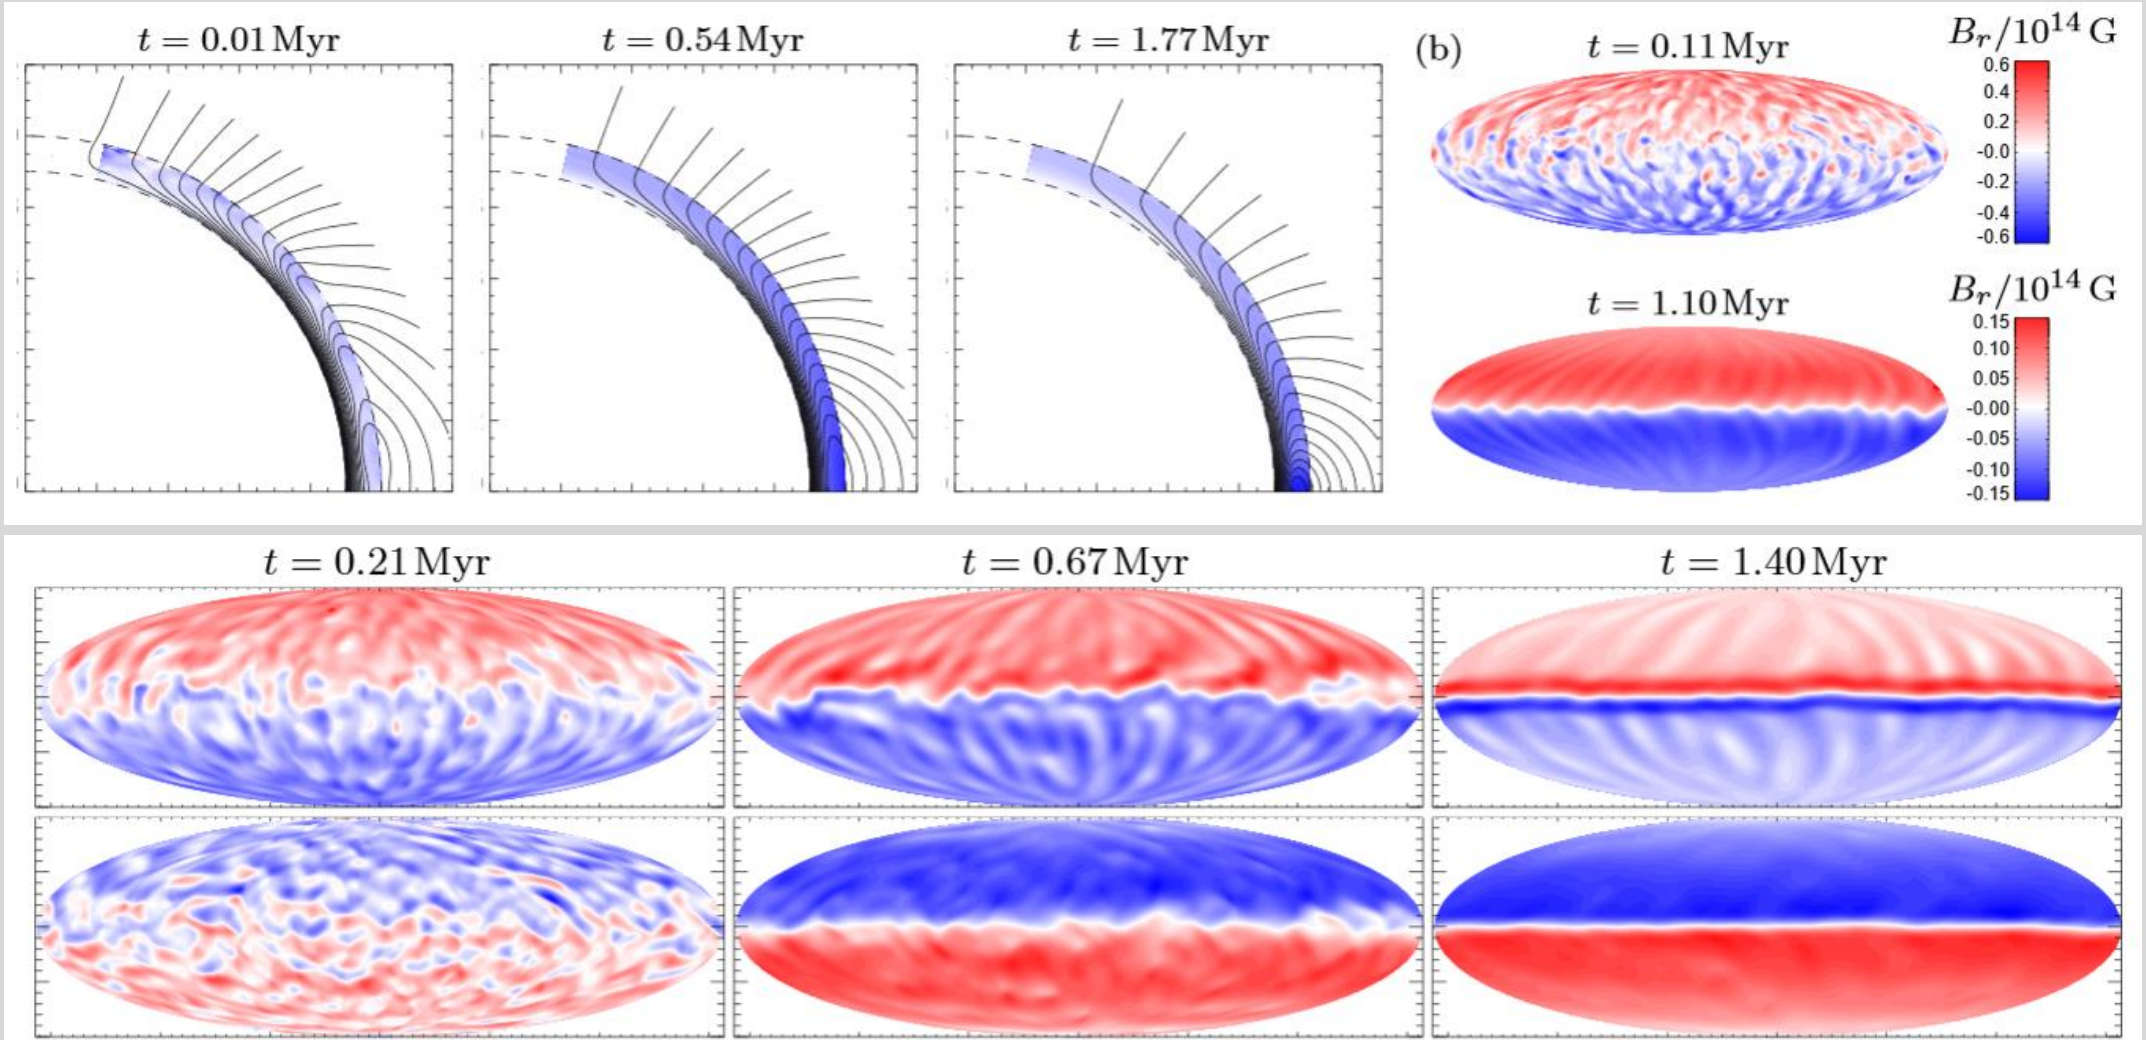 t = 0.01 Myr
t = 0.54 Myr
t = 1.77 Myr
(b)
t = 0.11 Myr
B_r/10^14 G
0.6
0.4
0.2
-0.0
-0.2
-0.4
-0.6
t = 1.10 Myr
B_r/10^14 G
0.15
0.10
0.05
-0.00
-0.05
-0.10
-0.15
t = 0.21 Myr
t = 0.67 Myr
t = 1.40 Myr